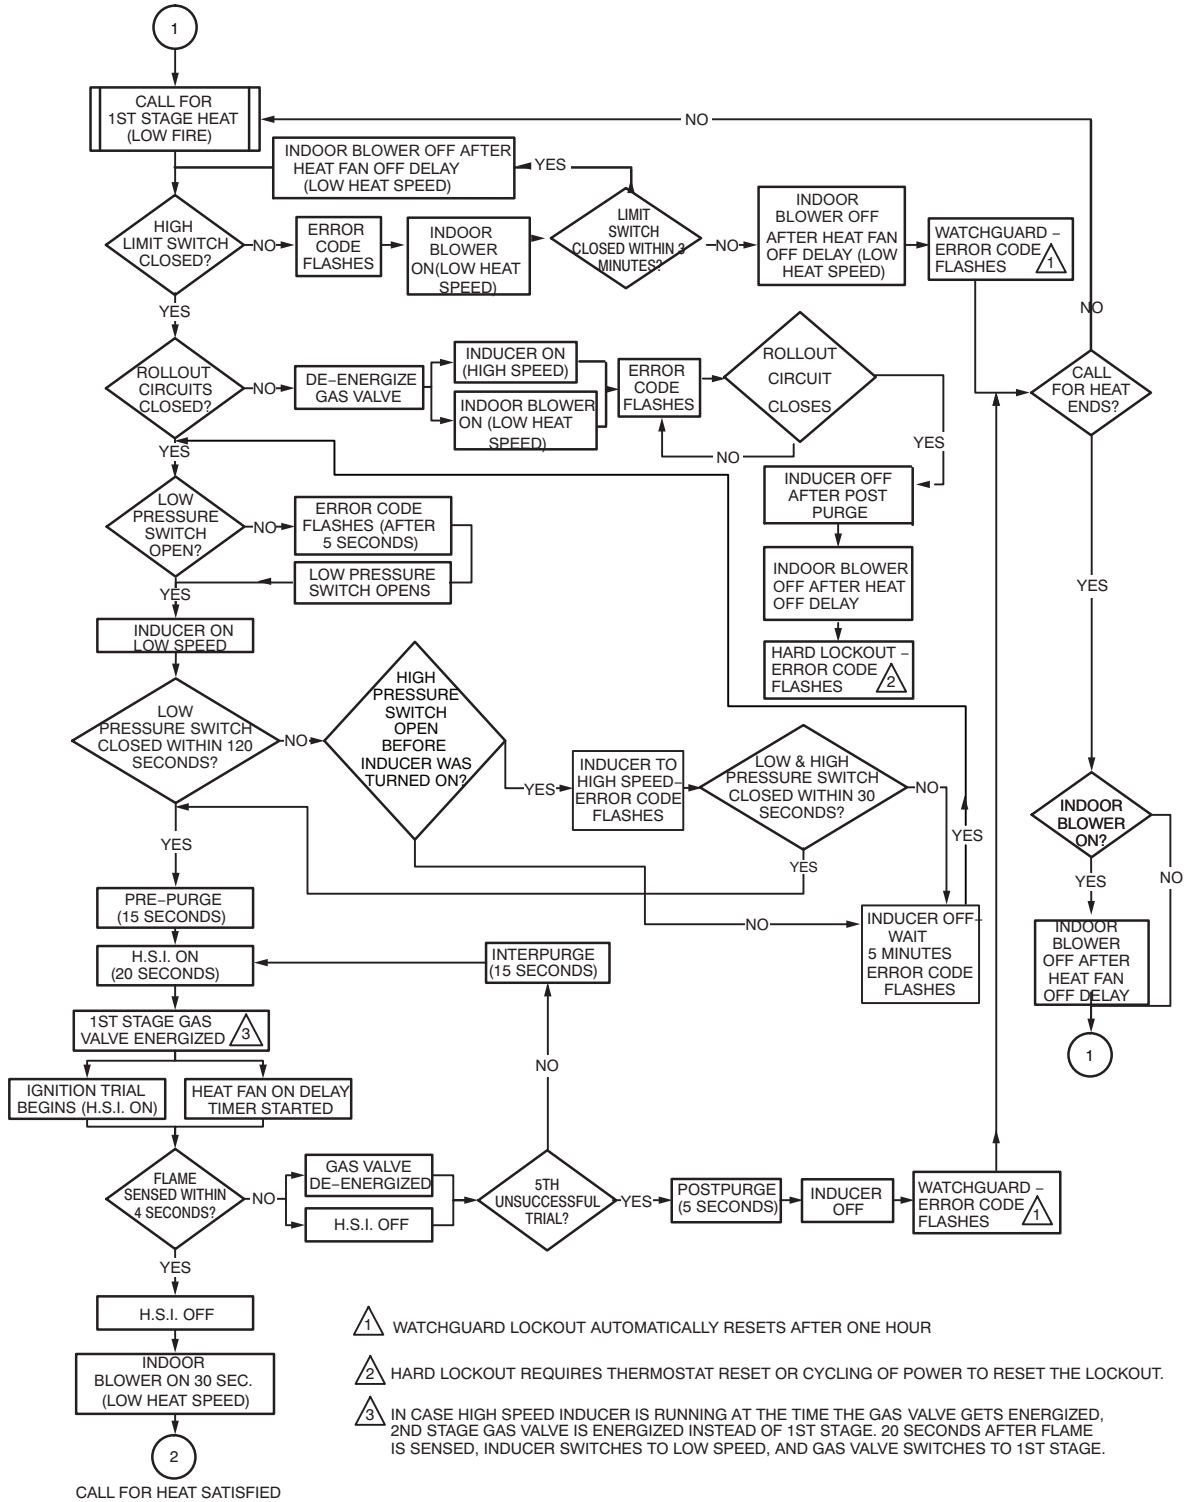 1
CALL FOR
1ST STAGE HEAT
(LOW FIRE)
NO
INDOOR BLOWER OFF AFTER
HEAT FAN OFF DELAY
(LOW HEAT SPEED)
YES
HIGH
LIMIT SWITCH
CLOSED?
NO
ERROR
CODE
FLASHES
INDOOR
BLOWER
ON(LOW HEAT
SPEED)
LIMIT
SWITCH
CLOSED WITHIN 3
MINUTES?
NO
INDOOR
BLOWER OFF
AFTER HEAT FAN
OFF DELAY (LOW
HEAT SPEED)
WATCHGUARD –
ERROR CODE
FLASHES
1
NO
YES
ROLLOUT
CIRCUITS
CLOSED?
NO
DE-ENERGIZE
GAS VALVE
INDUCER ON
(HIGH SPEED)
INDOOR BLOWER
ON (LOW HEAT
SPEED)
ERROR
CODE
FLASHES
ROLLOUT
CIRCUIT
CLOSES
NO
YES
CALL
FOR HEAT
ENDS?
YES
INDUCER OFF
AFTER POST
PURGE
INDOOR BLOWER
OFF AFTER HEAT
OFF DELAY
HARD LOCKOUT –
ERROR CODE
FLASHES
2
YES
LOW
PRESSURE
SWITCH
OPEN?
NO
ERROR CODE
FLASHES (AFTER
5 SECONDS)
LOW PRESSURE
SWITCH OPENS
YES
INDUCER ON
LOW SPEED
LOW
PRESSURE SWITCH
CLOSED WITHIN 120
SECONDS?
NO
HIGH
PRESSURE
SWITCH
OPEN
BEFORE
INDUCER WAS
TURNED ON?
YES
INDUCER TO
HIGH SPEED–
ERROR CODE
FLASHES
LOW & HIGH
PRESSURE SWITCH
CLOSED WITHIN 30
SECONDS?
NO
YES
YES
INDOOR
BLOWER
ON?
YES
NO
YES
PRE–PURGE
(15 SECONDS)
NO
INDUCER OFF–
WAIT
5 MINUTES
ERROR CODE
FLASHES
INDOOR
BLOWER
OFF AFTER
HEAT FAN
OFF DELAY
1
H.S.I. ON
(20 SECONDS)
INTERPURGE
(15 SECONDS)
1ST STAGE GAS
VALVE ENERGIZED
3
NO
IGNITION TRIAL
BEGINS (H.S.I. ON)
HEAT FAN ON DELAY
TIMER STARTED
FLAME
SENSED WITHIN
4 SECONDS?
NO
GAS VALVE
DE–ENERGIZED
H.S.I. OFF
5TH
UNSUCCESSFUL
TRIAL?
YES
POSTPURGE
(5 SECONDS)
INDUCER
OFF
WATCHGUARD –
ERROR CODE
FLASHES
1
YES
H.S.I. OFF
INDOOR
BLOWER ON 30 SEC.
(LOW HEAT SPEED)
2
CALL FOR HEAT SATISFIED
1 WATCHGUARD LOCKOUT AUTOMATICALLY RESETS AFTER ONE HOUR
2 HARD LOCKOUT REQUIRES THERMOSTAT RESET OR CYCLING OF POWER TO RESET THE LOCKOUT.
3 IN CASE HIGH SPEED INDUCER IS RUNNING AT THE TIME THE GAS VALVE GETS ENERGIZED,
2ND STAGE GAS VALVE IS ENERGIZED INSTEAD OF 1ST STAGE. 20 SECONDS AFTER FLAME
IS SENSED, INDUCER SWITCHES TO LOW SPEED, AND GAS VALVE SWITCHES TO 1ST STAGE.